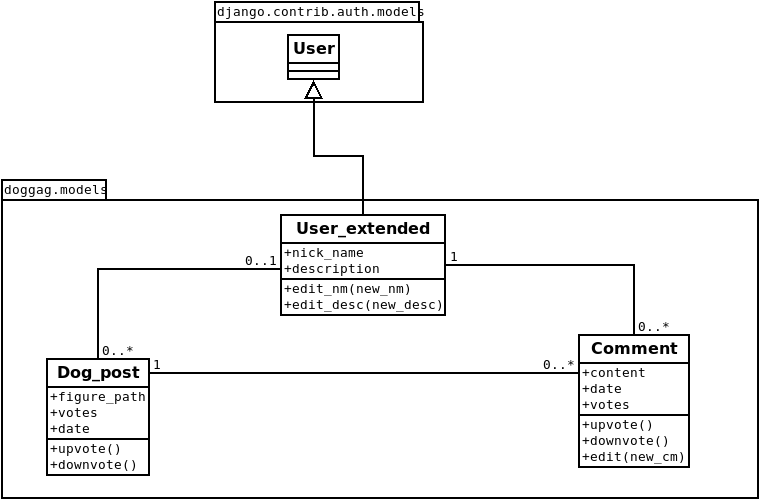 django.contrib.auth.models
User
doggag.models
User_extended
+nick_name
+description
+edit_nm(new_nm)
+edit_desc(new_desc)
0..1
1
0..*
0..*
Dog_post
+figure_path
+votes
+date
+upvote()
+downvote()
1
0..*
Comment
+content
+date
+votes
+upvote()
+downvote()
+edit(new_cm)